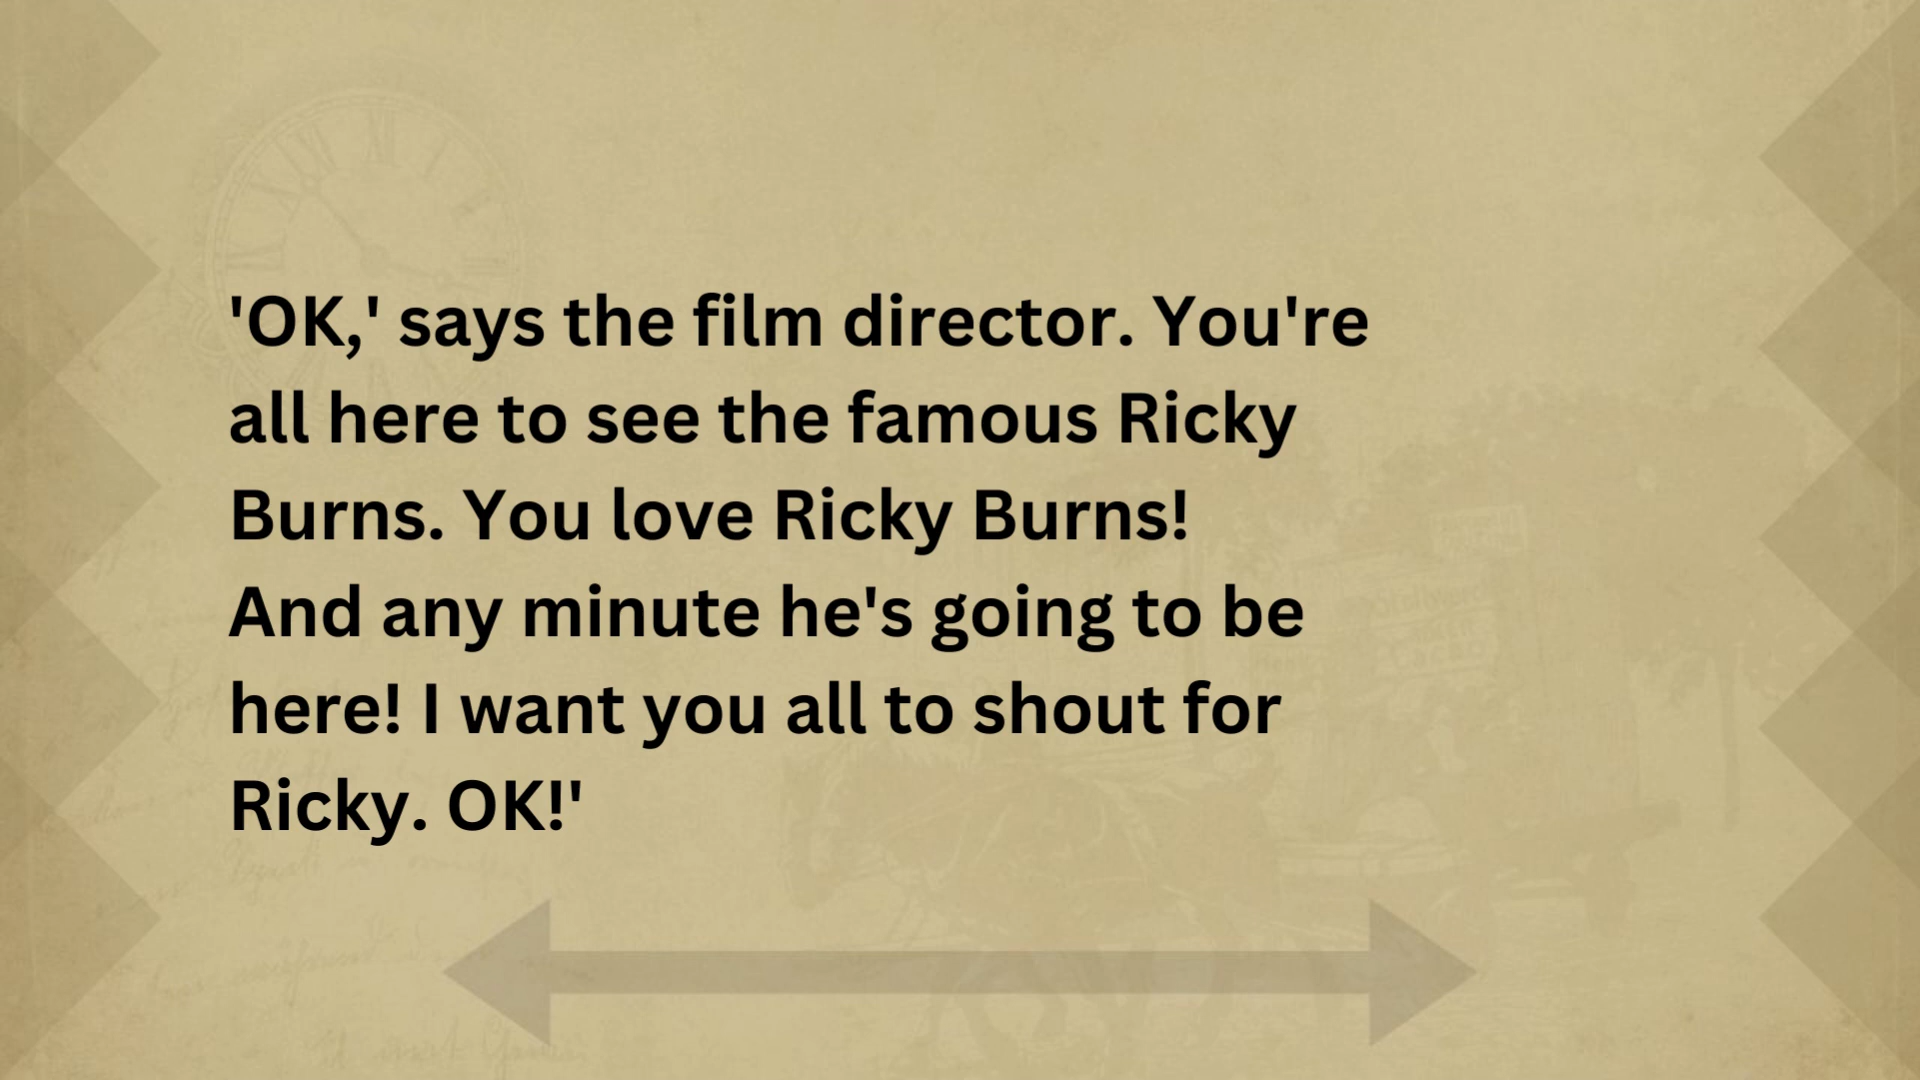 'OK,' says the film director. You're
all here to see the famous Ricky
Burns. You love Ricky Burns!
And any minute he's going to be
here! I want you all to shout for
Ricky. OK!'